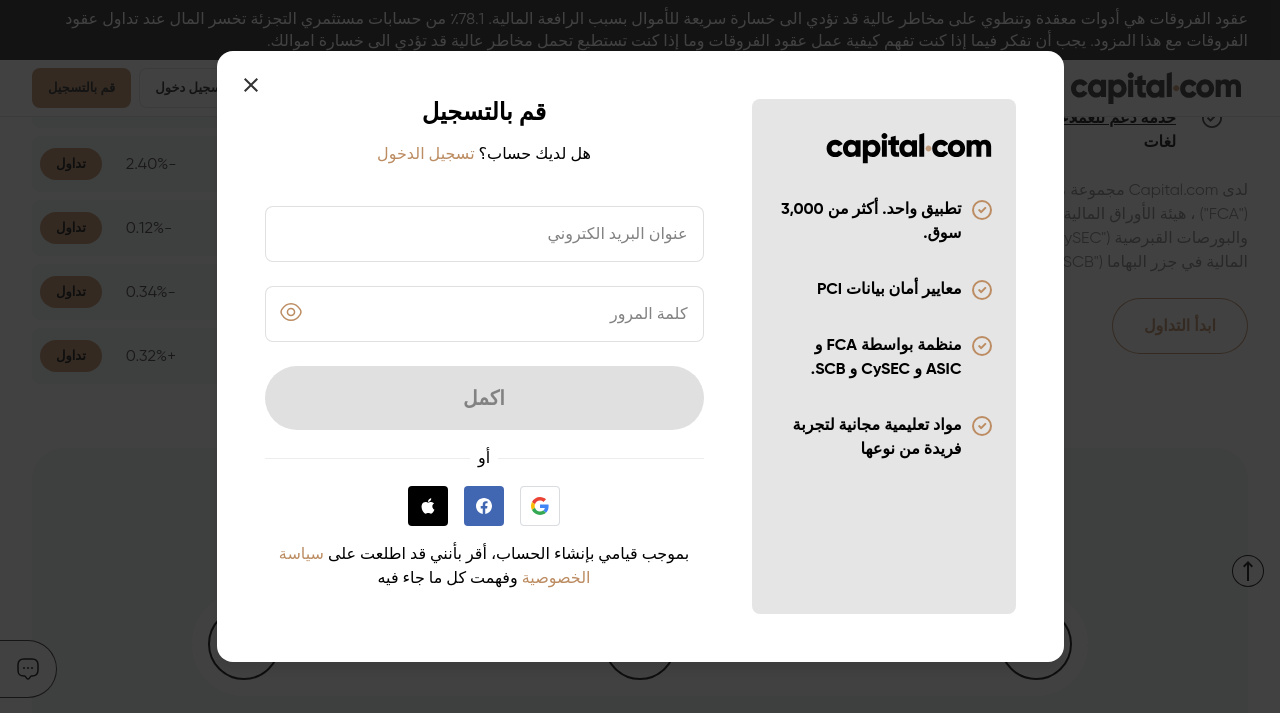 عقود الفروقات هي أدوات معقدة وتنطوي على مخاطر عالية قد تؤدي الى خسارة سريعة للأموال بسبب الرافعة المالية. 78.1٪ من حسابات مستثمري التجزئة تخسر المال عند تداول عقود
الفروقات مع هذا المزود. يجب أن تفكر فيما إذا كنت تفهم كيفية عمل عقود الفروقات وما إذا كنت تستطيع تحمل مخاطر عالية قد تؤدي الى خسارة اموالك.
capital.com
تسجيل دخول
قم بالتسجيل
خدمة دعم للعملاء
لغات
لدى Capital.com مجموعة
("FCA") ، هيئة الأوراق المالية
والبورصات القبرصية ("CySEC
المالية في جزر البهاما ("SCB
ابدأ التداول
-2.40%
تداول
-0.12%
تداول
-0.34%
تداول
+0.32%
تداول
capital.com
تطبيق واحد. أكثر من 3,000
سوق.
معايير أمان بيانات PCI
منظمة بواسطة FCA و
ASIC و CySEC و SCB.
مواد تعليمية مجانية لتجربة
فريدة من نوعها
قم بالتسجيل
هل لديك حساب؟ تسجيل الدخول
عنوان البريد الكتروني
كلمة المرور
اكمل
أو
بموجب قيامي بإنشاء الحساب، أقر بأنني قد اطلعت على سياسة
الخصوصية وفهمت كل ما جاء فيه